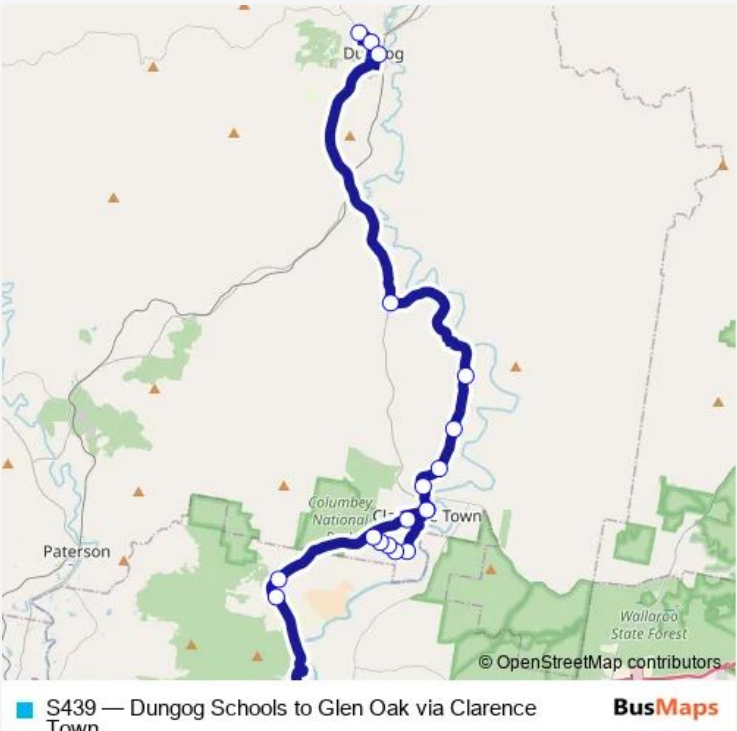 Columbey
National
Town
Paterson
Wallaroo
State Forest
© OpenStreetMap contributors
S439 — Dungog Schools to Glen Oak via Clarence
Town
BusMaps